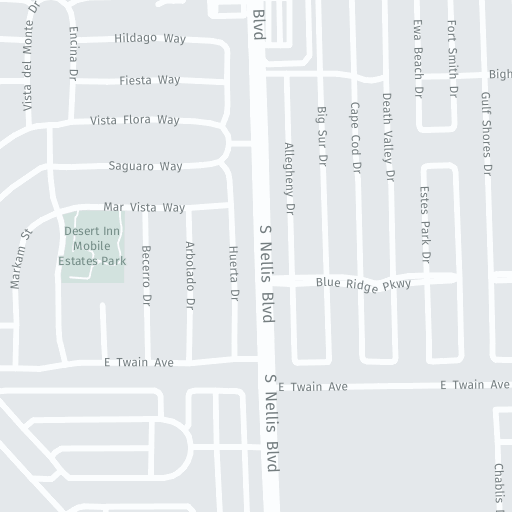 Vista del Monte Dr
Encina Dr
Blvd
Hildago Way
Fiesta Way
Vista Flora Way
Saguaro Way
Mar Vista Way
Desert Inn
Mobile
Estates Park
Markam St
Becerro Dr
Arbolado Dr
Huerta Dr
S Nellis Blvd
Allegheny Dr
Big Sur Dr
Cape Cod Dr
Death Valley Dr
Ewa Beach Dr
Fort Smith Dr
Bigh
Gulf Shores Dr
Estes Park Dr
Blue Ridge Pkwy
E Twain Ave
S Nellis Blvd
E Twain Ave
E Twain Ave
Chablis